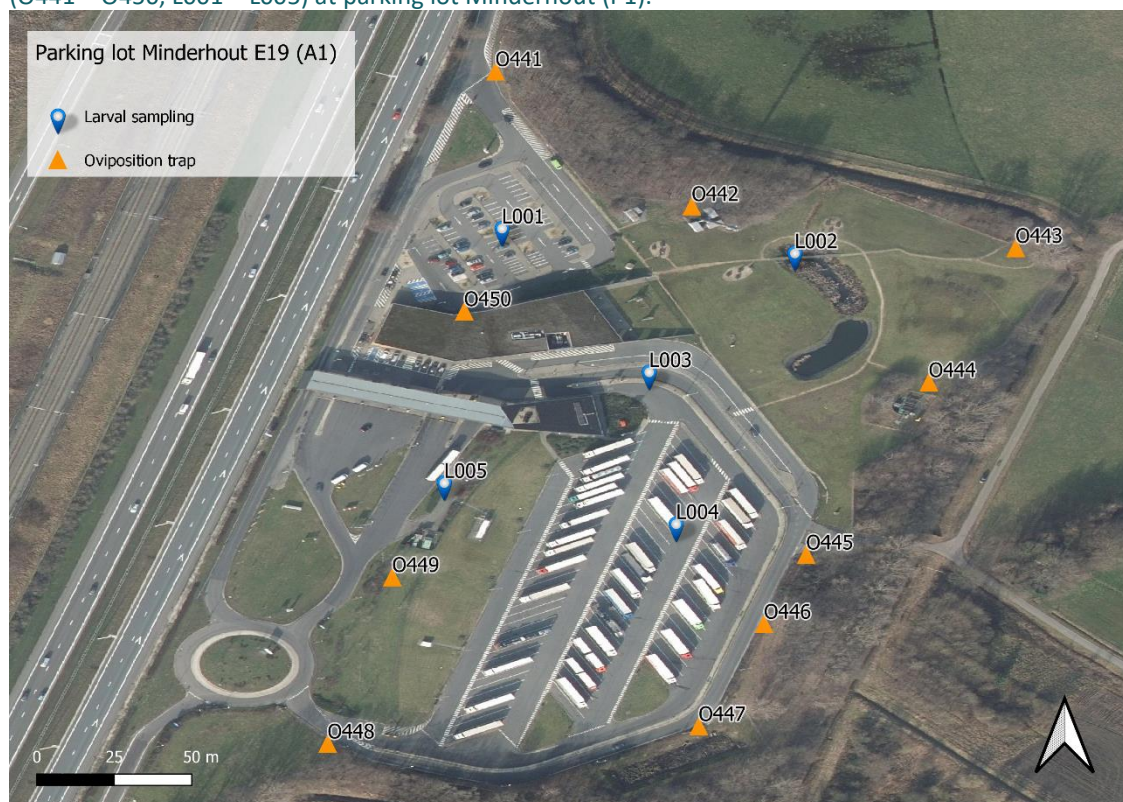 (O441 – O450, L001 – L005) at parking lot Minderhout (P1).
Parking lot Minderhout E19 (A1)
Larval sampling
Oviposition trap
O441
O442
L001
L002
O443
O450
L003
O444
L005
L004
O445
O449
O446
O447
O448
0 25 50 m